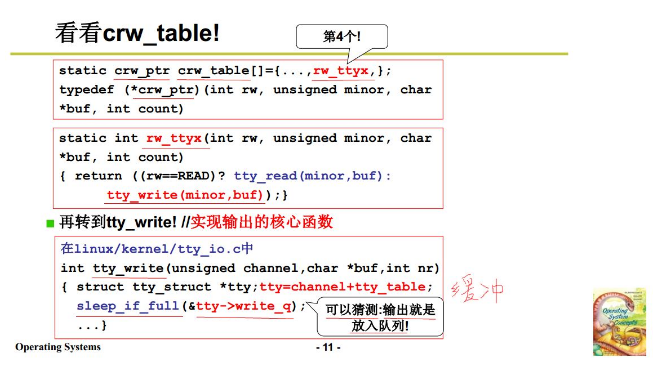 看看crw_table!
第4个!
static crw_ptr crw_table[]={...,rw_ttyx,};
typedef (*crw_ptr)(int rw, unsigned minor, char
*buf, int count)
static int rw_ttyx(int rw, unsigned minor, char
*buf, int count)
{ return ((rw==READ)? tty_read(minor,buf):
tty_write(minor,buf));}
再转到tty_write! //实现输出的核心函数
在linux/kernel/tty_io.c中
int tty_write(unsigned channel,char *buf,int nr)
{ struct tty_struct *tty;tty=channel+tty_table;
sleep_if_full(&tty->write_q);
...}
可以猜测:输出就是
放入队列!
缓冲
Operating
System
Concepts
Operating Systems
- 11 -